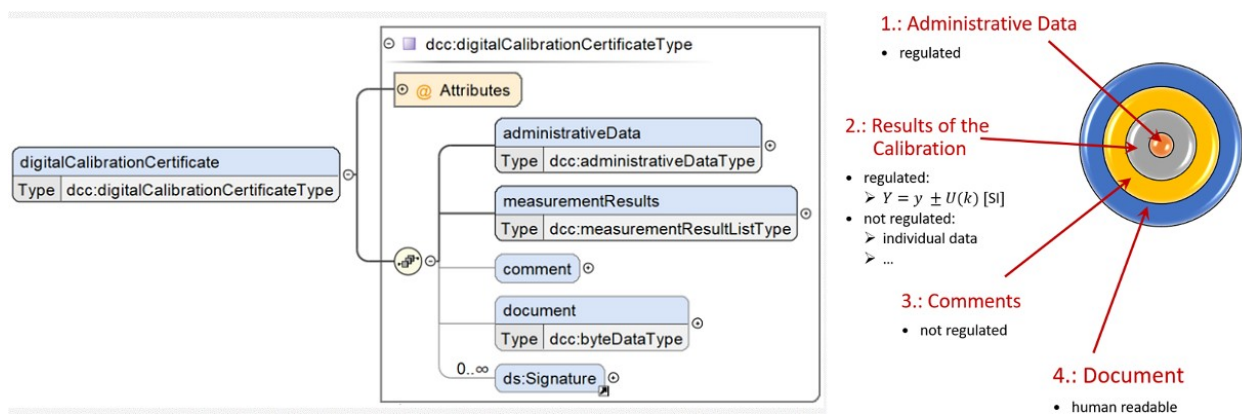 dcc:digitalCalibrationCertificateType
@ Attributes
digitalCalibrationCertificate
Type dcc:digitalCalibrationCertificateType
administrativeData
Type dcc:administrativeDataType
measurementResults
Type dcc:measurementResultListType
comment
document
Type dcc:byteDataType
0..∞
ds:Signature
1.: Administrative Data
• regulated
2.: Results of the
Calibration
• regulated:
➢ Y = y ± U(k) [SI]
• not regulated:
➢ individual data
➢ ...
3.: Comments
• not regulated
4.: Document
• human readable